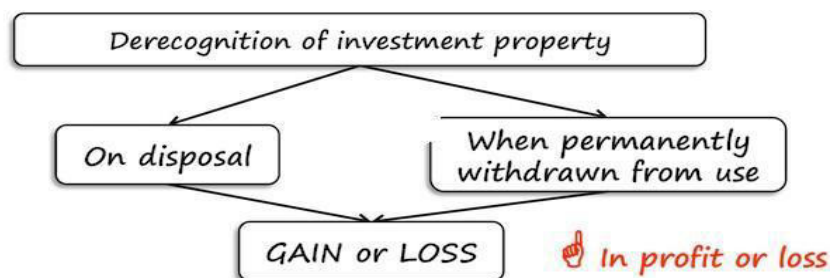 Derecognition of investment property
On disposal
When permanently
withdrawn from use
GAIN or LOSS
In profit or loss